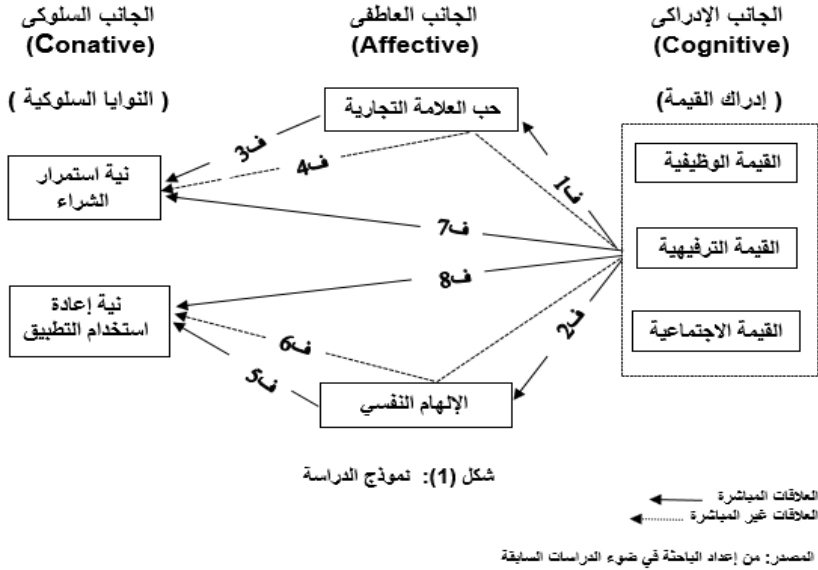 الجانب الإدراكى
(Cognitive)
( إدراك القيمة)
القيمة الوظيفية
القيمة الترفيهية
القيمة الاجتماعية
الجانب العاطفى
(Affective)
حب العلامة التجارية
الإلهام النفسي
الجانب السلوكى
(Conative)
( النوايا السلوكية )
نية استمرار
الشراء
نية إعادة
استخدام التطبيق
ف1
ف2
ف3
ف4
ف7
ف8
ف6
ف5
شكل (1): نموذج الدراسة
العلاقات المباشرة
العلاقات غير المباشرة
المصدر: من إعداد الباحثة في ضوء الدراسات السابقة